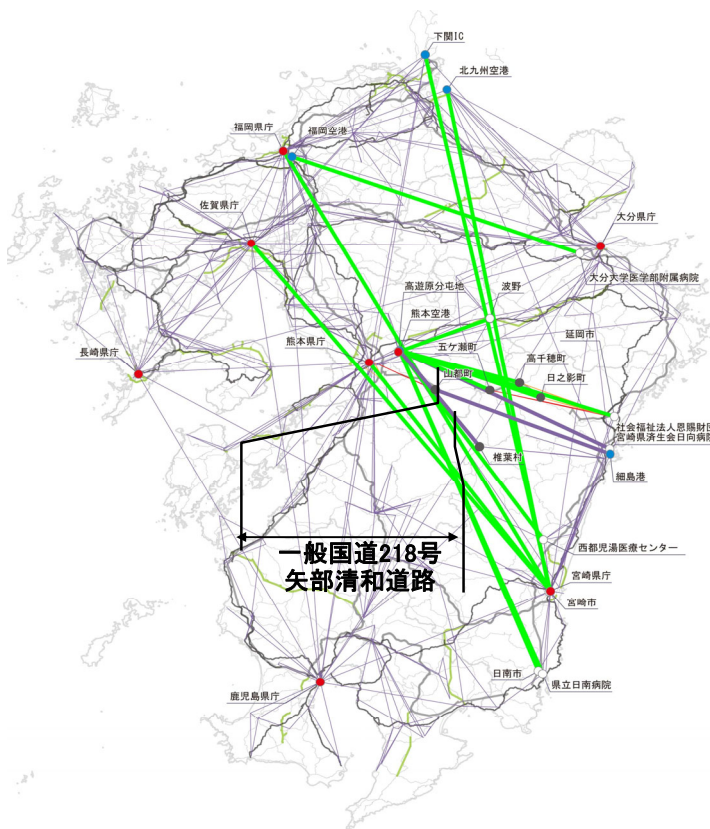 下関IC
北九州空港
福岡県庁
福岡空港
佐賀県庁
大分県庁
大分大学医学部附属病院
高遊原分屯地
波野
熊本空港
延岡市
長崎県庁
熊本県庁
五ケ瀬町
高千穂町
山都町
日之影町
社会福祉法人恩賜財団
宮崎県済生会日向病院
椎葉村
細島港
一般国道218号
矢部清和道路
西都児湯医療センター
宮崎県庁
宮崎市
日南市
県立日南病院
鹿児島県庁